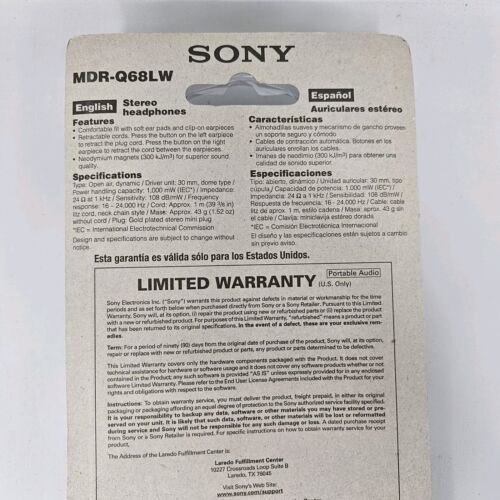 SONY
MDR-Q68LW
English Stereo
headphones
Features
• Comfortable fit with soft ear pads and clip-on earpieces
• Retractable cords. Press the button on the left earpiece
to retract the plug cord. Press the button on the right
earpiece to retract the cord between the earpieces.
• Neodymium magnets (300 kJ/m³) for superior sound
quality.
Specifications
Type: Open air, dynamic / Driver unit: 30 mm, dome type /
Power handling capacity: 1,000 mW (IEC*) / Impedance:
24 Ω at 1 kHz / Sensitivity: 108 dB/mW / Frequency
response: 16 - 24,000 Hz / Cord: Approx. 1 m (39 ³/₈ in)
litz cord, neck chain style / Mass: Approx. 43 g (1.52 oz)
without cord / Plug: Gold plated stereo mini plug
*IEC = International Electrotechnical Commission
Design and specifications are subject to change without
notice.
Español
Auriculares estéreo
Características
• Almohadillas suaves y mecanismo de gancho proveen
un soporte seguro y cómodo
• Cables de contracción automática. Botones en los
auriculares enrollan los cables.
• Imanes de neodimio (300 kJ/m³) para obtener una
calidad de sonido superior.
Especificaciones
Tipo: abierto, dinámico / Unidad auricular: 30 mm, tipo
cúpula / Capacidad de potencia: 1.000 mW (IEC*) /
Impedancia: 24 Ω a 1 kHz / Sensibilidad: 108 dB/mW /
Respuesta de frecuencia: 16 - 24.000 Hz / Cable: cable
litz de aprox. 1 m, estilo cadena / Masa: aprox. 43 g sin
el cable / Clavija: miniclavija estéreo dorada
*IEC = Comisión Electrotécnica Internacional
El diseño y las especificaciones están sujetos a cambio
sin previo aviso.
Esta garantía es válida sólo para los Estados Unidos.
Portable Audio
LIMITED WARRANTY (U.S. Only)
Sony Electronics Inc. ("Sony") warrants this product against defects in material or workmanship for the time
periods and as set forth below when purchased directly from Sony or a Sony Retailer. Pursuant to this Limited
Warranty, Sony will, at its option, (i) repair the product using new or refurbished parts or (ii) replace the product
with a new or refurbished product. For purposes of this Limited Warranty, "refurbished" means a product or part
that has been returned to its original specifications. In the event of a defect, these are your exclusive rem-
edies.
Term: For a period of ninety (90) days from the original date of purchase of the product, Sony will, at its option,
repair or replace with new or refurbished product or parts, any product or parts determined to be defective.
This Limited Warranty covers only the hardware components packaged with the Product. It does not cover
technical assistance for hardware or software usage and it does not cover any software products whether or not
contained in the Product; any such software is provided "AS IS" unless expressly provided for in any enclosed
software Limited Warranty. Please refer to the End User License Agreements included with the Product for your
rights and obligations with respect to the software.
Instructions: To obtain warranty service, you must deliver the product, freight prepaid, in either its original
packaging or packaging affording an equal degree of protection to the Sony authorized service facility specified.
It is your responsibility to backup any data, software or other materials you may have stored or pre-
served on your unit. It is likely that such data, software, or other materials will be lost or reformatted
during service and Sony will not be responsible for any such damage or loss. A dated purchase receipt
from Sony or a Sony Retailer is required. For specific instructions on how to obtain warranty service for your
product,
The Address of the Laredo Fulfillment Center is:
Laredo Fulfillment Center
10227 Crossroads Loop Suite B
Laredo, TX 78045
Visit Sony's Web Site:
www.sony.com/support